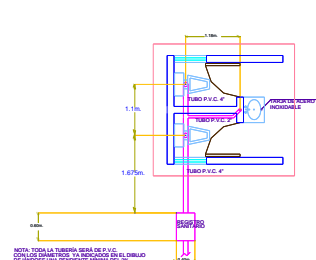 1.18m.
TUBO P.V.C. 4"
TARJA DE ACERO
INOXIDABLE
1.1m.
TUBO P.V.C. 2"
1.675m.
TUBO P.V.C. 4"
REGISTRO
SANITARIO
0.60m.
NOTA: TODA LA TUBERÍA SERÁ DE P.V.C.
CON LOS DIÁMETROS YA INDICADOS EN EL DIBUJO